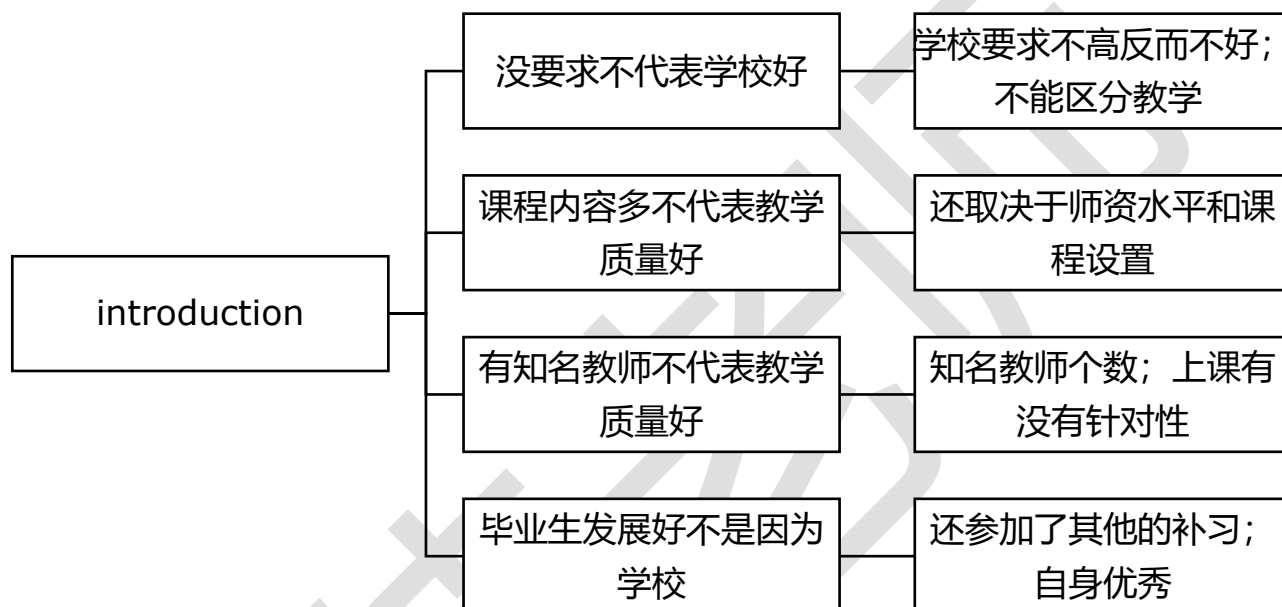 没要求不代表学校好
学校要求不高反而不好；
不能区分教学
课程内容多不代表教学
质量好
还取决于师资水平和课
程设置
introduction
有知名教师不代表教学
质量好
知名教师个数；上课有
没有针对性
毕业生发展好不是因为
学校
还参加了其他的补习；
自身优秀